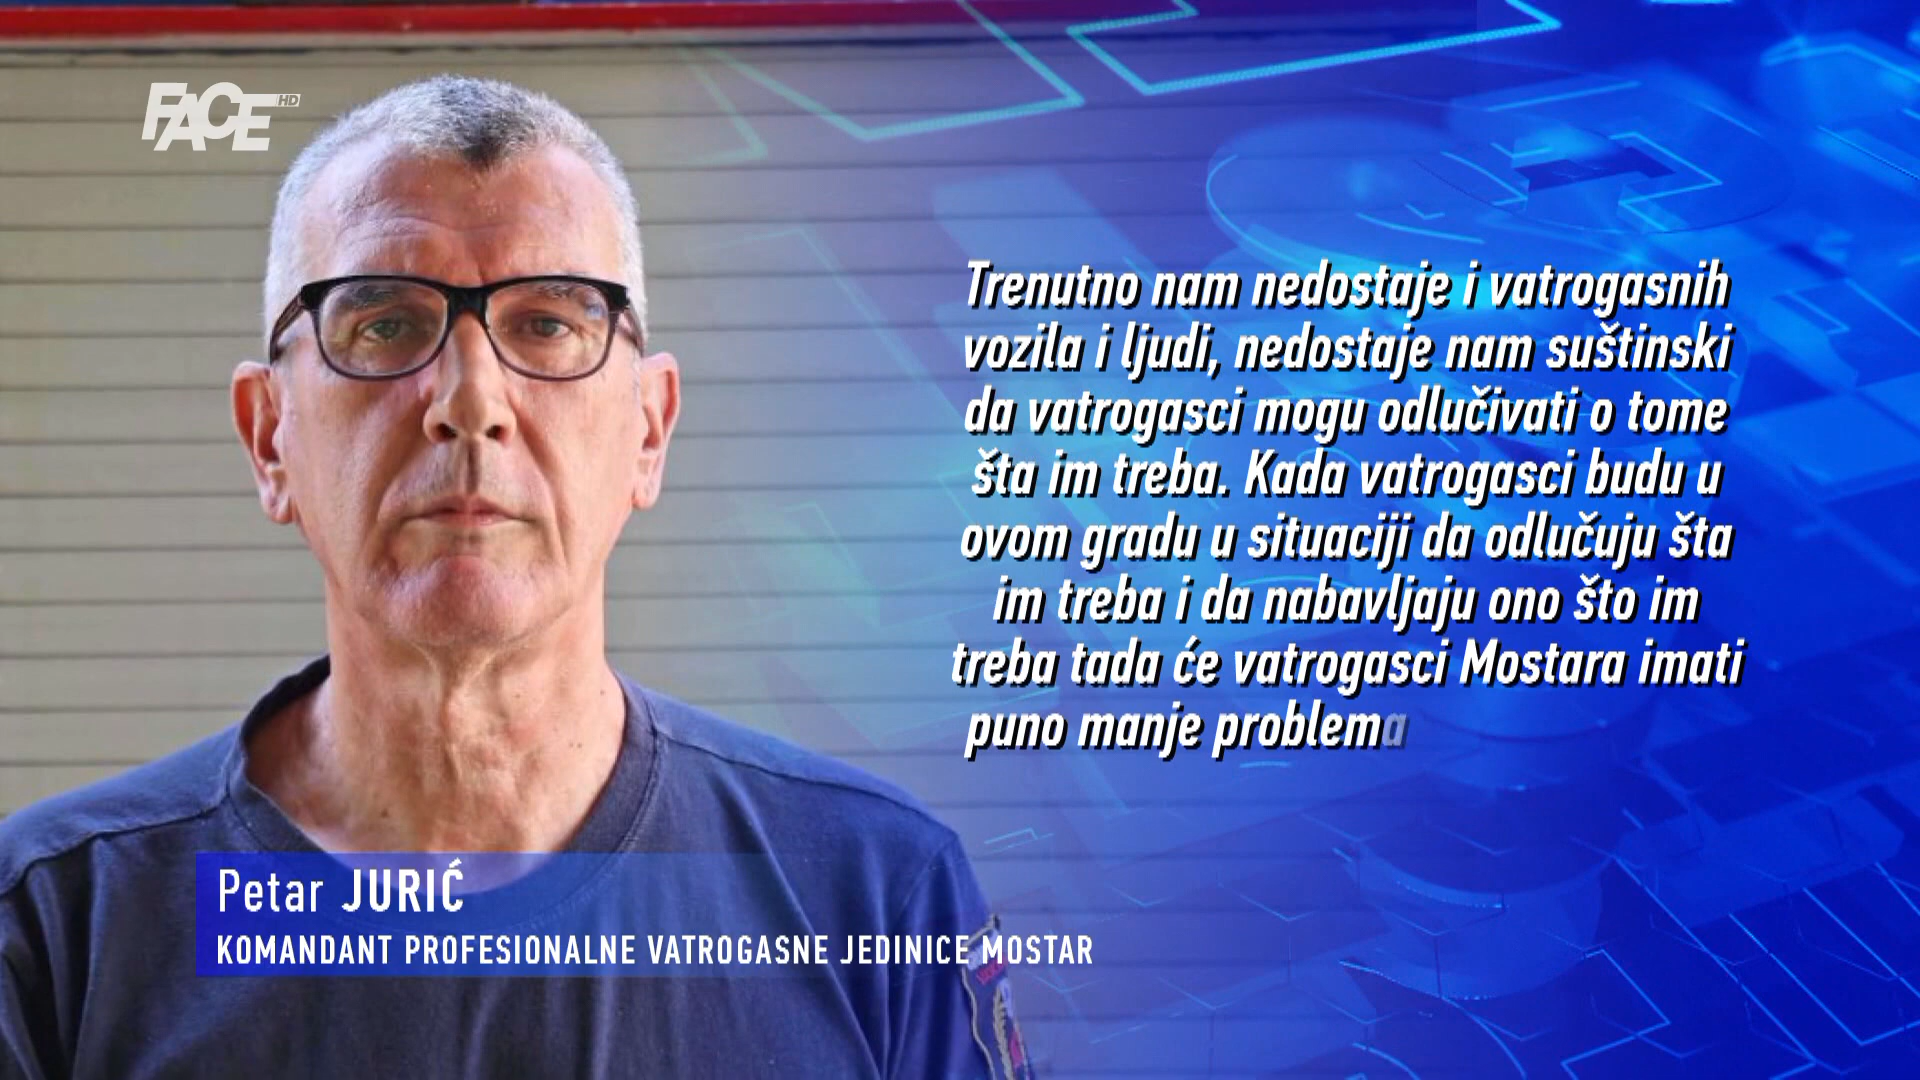 FACE HD
Trenutno nam nedostaje i vatrogasnih
vozila i ljudi, nedostaje nam suštinski
da vatrogasci mogu odlučivati o tome
šta im treba. Kada vatrogasci budu u
ovom gradu u situaciji da odlučuju šta
im treba i da nabavljaju ono što im
treba tada će vatrogasci Mostara imati
puno manje problema
Petar JURIĆ
KOMANDANT PROFESIONALNE VATROGASNE JEDINICE MOSTAR